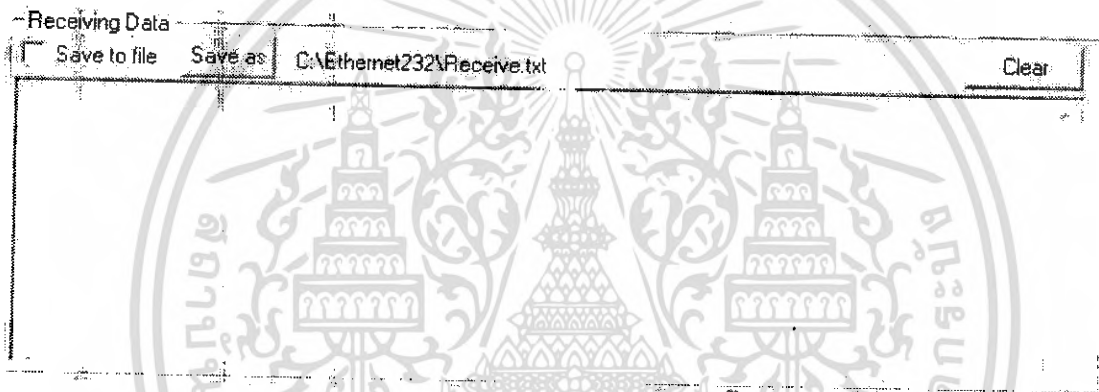 Receiving Data
Save to file Save as C:\Ethernet232\Receive.txt Clear